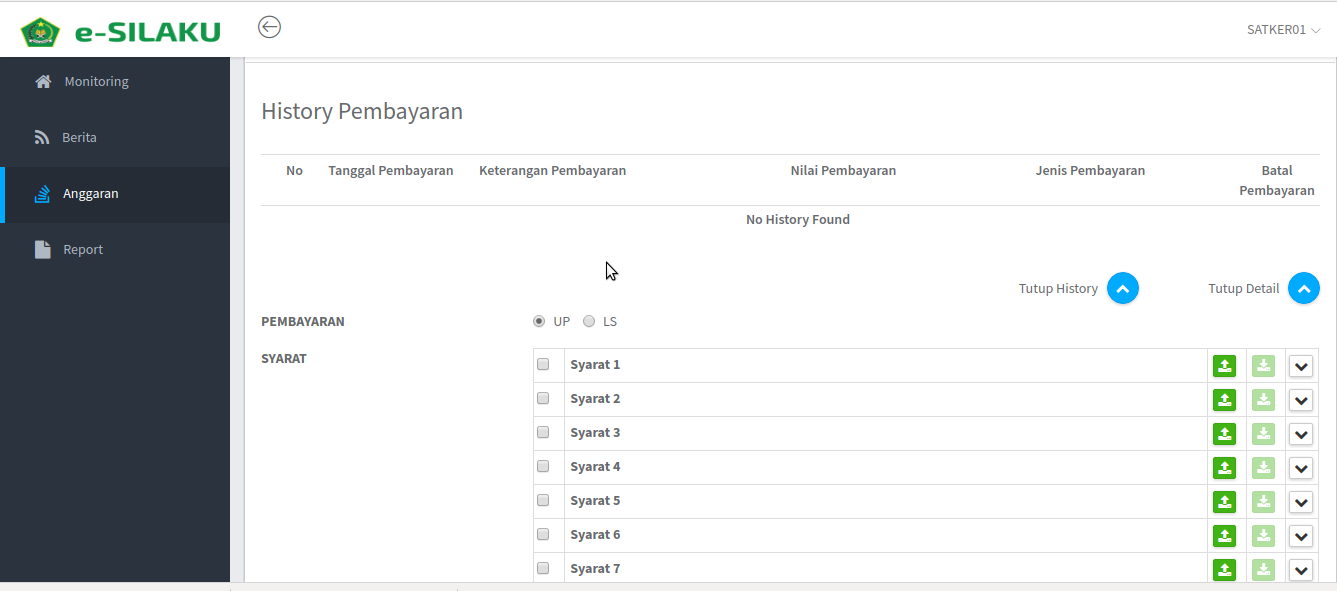 e-SILAKU
SATKER01
Monitoring
Berita
Anggaran
Report
History Pembayaran
No Tanggal Pembayaran Keterangan Pembayaran Nilai Pembayaran Jenis Pembayaran Batal Pembayaran
No History Found
Tutup History Tutup Detail
PEMBAYARAN UP LS
SYARAT
Syarat 1
Syarat 2
Syarat 3
Syarat 4
Syarat 5
Syarat 6
Syarat 7